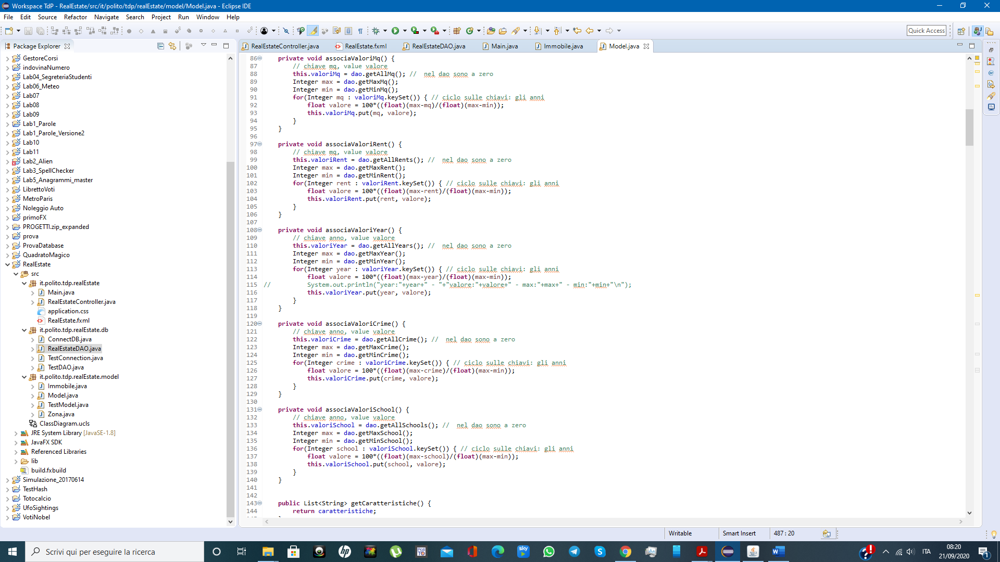 Workspace TdP - RealEstate/src/it/polito/tdp/realEstate/model/Model.java - Eclipse IDE
File Edit Source Refactor Navigate Search Project Run Window Help
Quick Access
Package Explorer
GestoreCorsi
indovinaNumero
Lab04_SegreteriaStudenti
Lab06_Meteo
Lab07
Lab08
Lab09
Lab1_Parole
Lab1_Parole_Versione2
Lab10
Lab11
Lab2_Alien
Lab3_SpellChecker
Lab5_Anagrammi_master
LibrettoVoti
MetroParis
Noleggio Auto
primoFX
PROGETTI.zip_expanded
prova
ProvaDatabase
QuadratoMagico
RealEstate
src
it.polito.tdp.realEstate
Main.java
RealEstateController.java
application.css
RealEstate.fxml
it.polito.tdp.realEstate.db
ConnectDB.java
RealEstateDAO.java
TestConnection.java
TestDAO.java
it.polito.tdp.realEstate.model
Immobile.java
Model.java
TestModel.java
Zona.java
ClassDiagram.ucls
JRE System Library [JavaSE-1.8]
JavaFX SDK
Referenced Libraries
lib
build.fxbuild
Simulazione_20170614
TestHash
Totocalcio
UfoSightings
VotiNobel
RealEstateController.java RealEstate.fxml RealEstateDAO.java Main.java Immobile.java Model.java
86 private void associaValoriMq() {
87 // chiave mq, value valore
88 this.valoriMq = dao.getAllMq(); //  nel dao sono a zero
89 Integer max = dao.getMaxMq();
90 Integer min = dao.getMinMq();
91 for(Integer mq : valoriMq.keySet()) { // ciclo sulle chiavi: gli anni
92 float valore = 100*((float)(max-mq)/(float)(max-min));
93 this.valoriMq.put(mq, valore);
94 }
95 }
96
97 private void associaValoriRent() {
98 // chiave mq, value valore
99 this.valoriRent = dao.getAllRents(); //  nel dao sono a zero
100 Integer max = dao.getMaxRent();
101 Integer min = dao.getMinRent();
102 for(Integer rent : valoriRent.keySet()) { // ciclo sulle chiavi: gli anni
103 float valore = 100*((float)(max-rent)/(float)(max-min));
104 this.valoriRent.put(rent, valore);
105 }
106 }
107
108 private void associaValoriYear() {
109 // chiave anno, value valore
110 this.valoriYear = dao.getAllYears(); //  nel dao sono a zero
111 Integer max = dao.getMaxYear();
112 Integer min = dao.getMinYear();
113 for(Integer year : valoriYear.keySet()) { // ciclo sulle chiavi: gli anni
114 float valore = 100*((float)(max-year)/(float)(max-min));
115 // System.out.println("year:"+year+" - "+"valore:"+valore+" - max:"+max+" - min:"+min+"\n");
116 this.valoriYear.put(year, valore);
117 }
118 }
119
120 private void associaValoriCrime() {
121 // chiave anno, value valore
122 this.valoriCrime = dao.getAllCrime(); //  nel dao sono a zero
123 Integer max = dao.getMaxCrime();
124 Integer min = dao.getMinCrime();
125 for(Integer crime : valoriCrime.keySet()) { // ciclo sulle chiavi: gli anni
126 float valore = 100*((float)(max-crime)/(float)(max-min));
127 this.valoriCrime.put(crime, valore);
128 }
129 }
130
131 private void associaValoriSchool() {
132 // chiave anno, value valore
133 this.valoriSchool = dao.getAllSchools(); //  nel dao sono a zero
134 Integer max = dao.getMaxSchool();
135 Integer min = dao.getMinSchool();
136 for(Integer school : valoriSchool.keySet()) { // ciclo sulle chiavi: gli anni
137 float valore = 100*((float)(max-school)/(float)(max-min));
138 this.valoriSchool.put(school, valore);
139 }
140 }
141
142
143 public List<String> getCaratteristiche() {
144 return caratteristiche;
Writable Smart Insert 487 : 20
Scrivi qui per eseguire la ricerca
ITA
08:20
21/09/2020